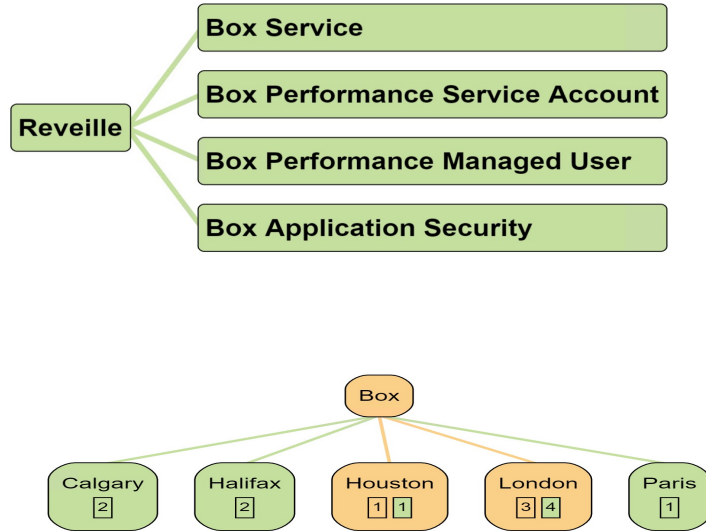 Box Service
Box Performance Service Account
Reveille
Box Performance Managed User
Box Application Security
Box
Calgary
2
Halifax
2
Houston
1 1
London
3 4
Paris
1